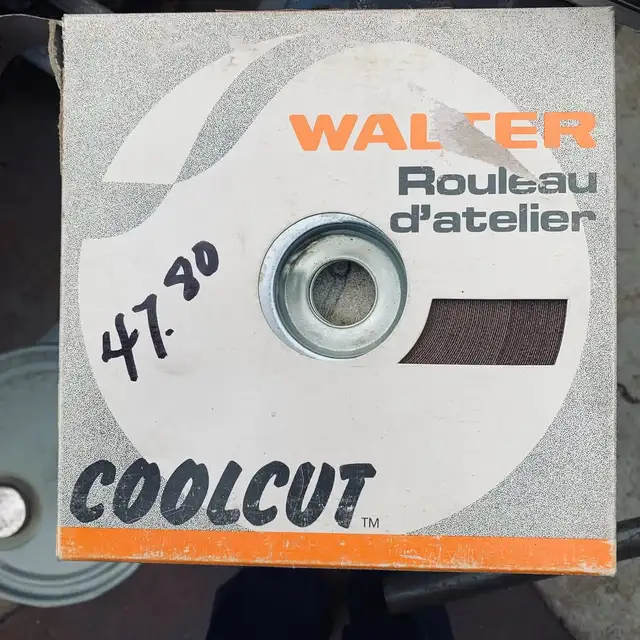 WALTER
Rouleau
d'atelier
47.80
COOLCUT TM